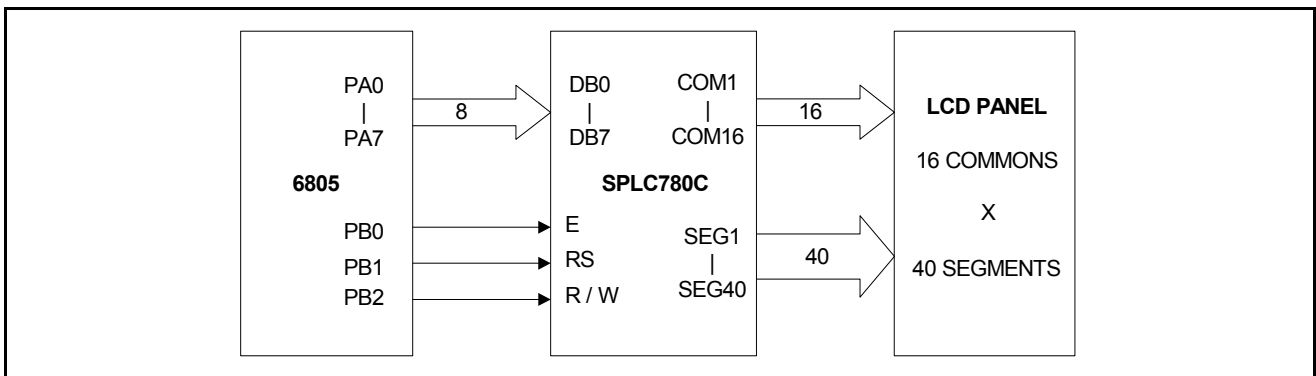 PA0
|
PA7
6805
PB0
PB1
PB2
8
DB0
|
DB7
COM1
|
COM16
SPLC780C
E
RS
R / W
SEG1
|
SEG40
16
40
LCD PANEL
16 COMMONS
X
40 SEGMENTS